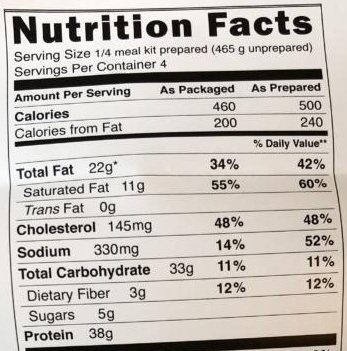 Nutrition Facts
Serving Size 1/4 meal kit prepared (465 g unprepared)
Servings Per Container 4
Amount Per Serving As Packaged As Prepared
Calories 460 500
Calories from Fat 200 240
% Daily Value**
Total Fat 22g* 34% 42%
Saturated Fat 11g 55% 60%
Trans Fat 0g
Cholesterol 145mg 48% 48%
Sodium 330mg 14% 52%
Total Carbohydrate 33g 11% 11%
Dietary Fiber 3g 12% 12%
Sugars 5g
Protein 38g